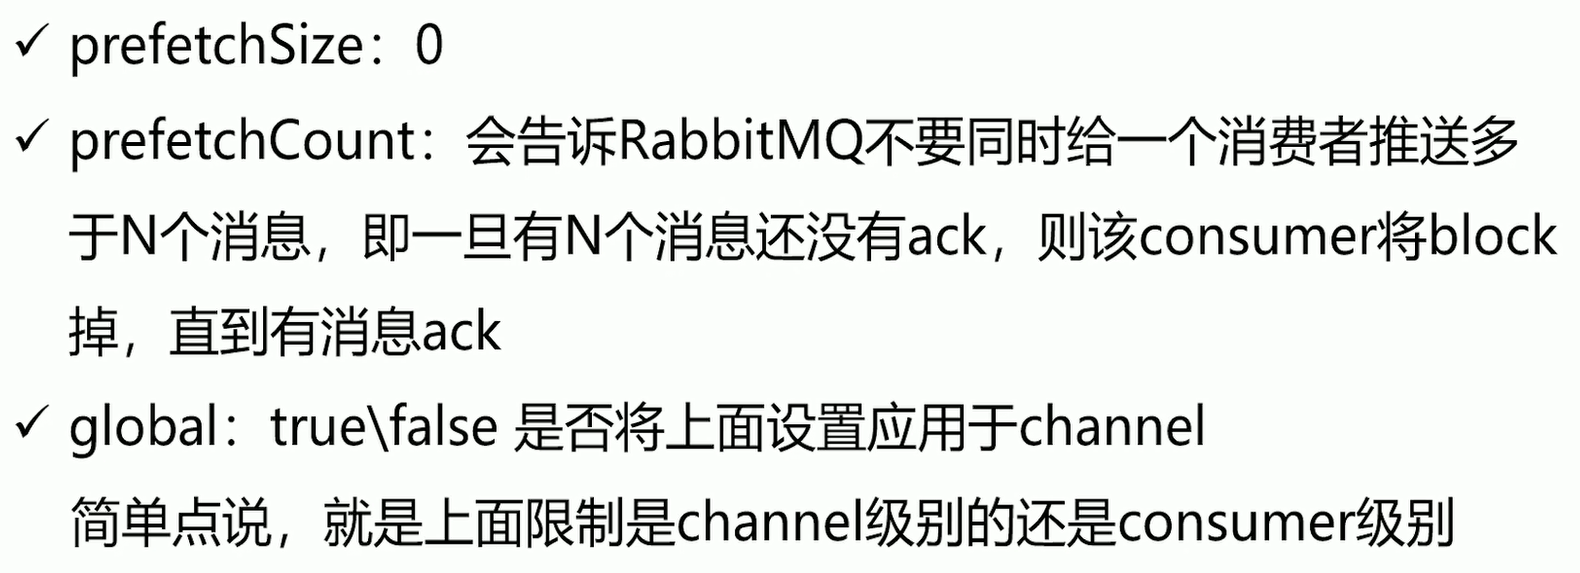 ✓ prefetchSize：0
✓ prefetchCount：会告诉RabbitMQ不要同时给一个消费者推送多
于N个消息，即一旦有N个消息还没有ack，则该consumer将block
掉，直到有消息ack
✓ global：true\false 是否将上面设置应用于channel
简单点说，就是上面限制是channel级别的还是consumer级别